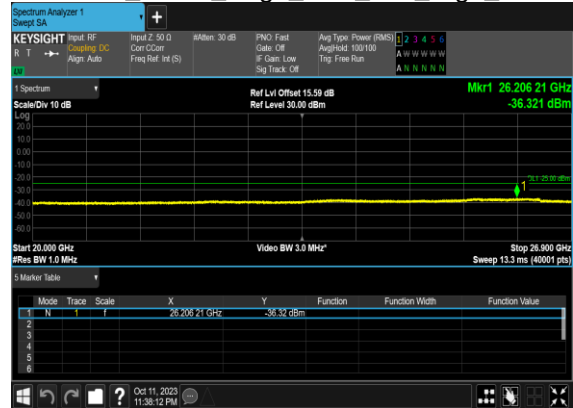 Spectrum Analyzer 1
Swept SA
+
KEYSIGHT Input: RF Input Z: 50 Ω #Atten: 30 dB PNO: Fast Avg Type: Power (RMS) 1 2 3 4 5 6
R T Coupling: DC Corr CCorr Gate: Off Avg|Hold: 100/100 A W W W W W
Align: Auto Freq Ref: Int (S) IF Gain: Low Trig: Free Run
Sig Track: Off A N N N N N
1 Spectrum Ref Lvl Offset 15.59 dB Mkr1 26.206 21 GHz
Scale/Div 10 dB Ref Level 30.00 dBm -36.321 dBm
Log
20.0
10.0
0.00
-10.0
-20.0
DL1 -25.00 dBm
1
-30.0
-40.0
-50.0
-60.0
Start 20.000 GHz Video BW 3.0 MHz* Stop 26.900 GHz
#Res BW 1.0 MHz Sweep 13.3 ms (40001 pts)
5 Marker Table
Mode Trace Scale X Y Function Function Width Function Value
1 N 1 f 26.206 21 GHz -36.32 dBm
2
3
4
5
6
? Oct 11, 2023
11:38:12 PM